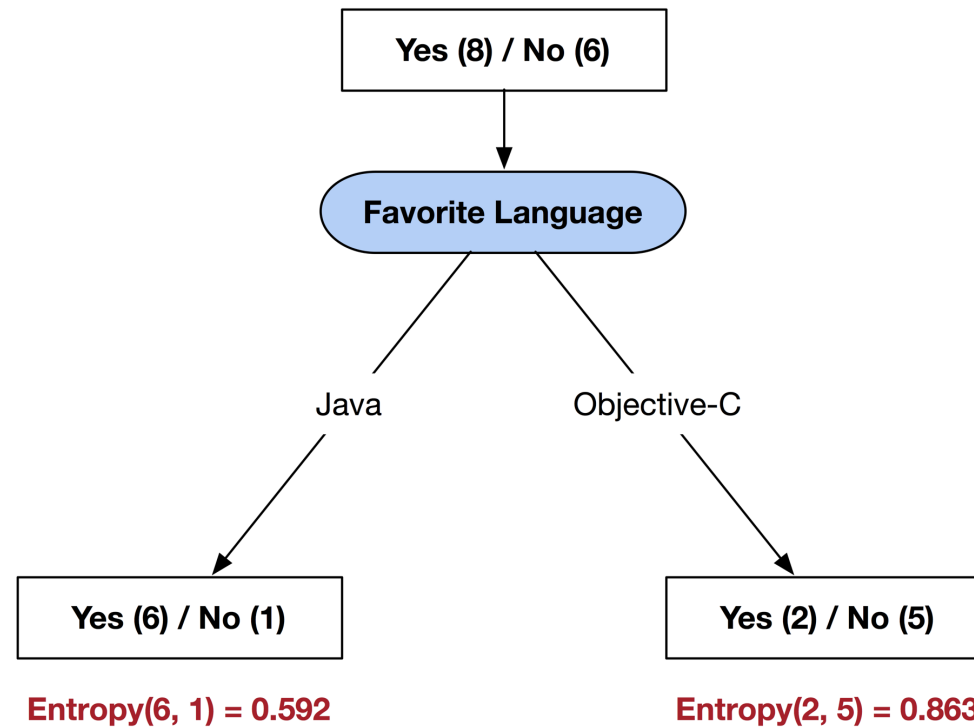 Yes (8) / No (6)
Favorite Language
Java
Objective-C
Yes (6) / No (1)
Yes (2) / No (5)
Entropy(6, 1) = 0.592
Entropy(2, 5) = 0.863